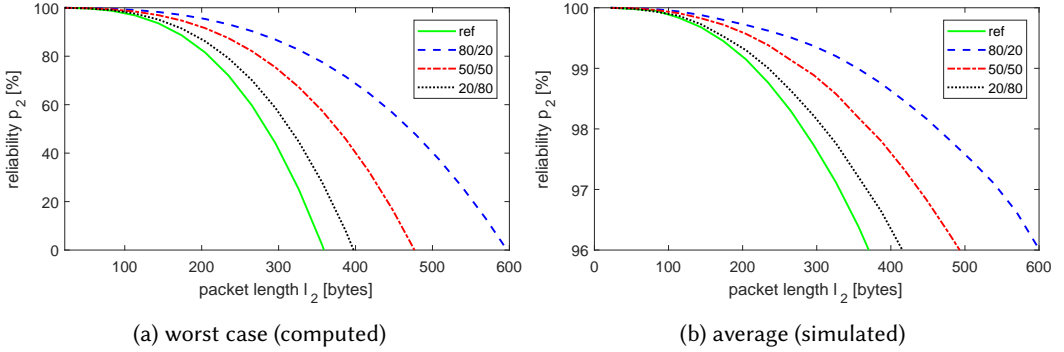 100
80
60
40
20
0
reliability p2 [%]
100 200 300 400 500 600
packet length l2 [bytes]
ref
80/20
50/50
20/80
(a) worst case (computed)
100
99
98
97
96
reliability p2 [%]
0 100 200 300 400 500 600
packet length l2 [bytes]
ref
80/20
50/50
20/80
(b) average (simulated)